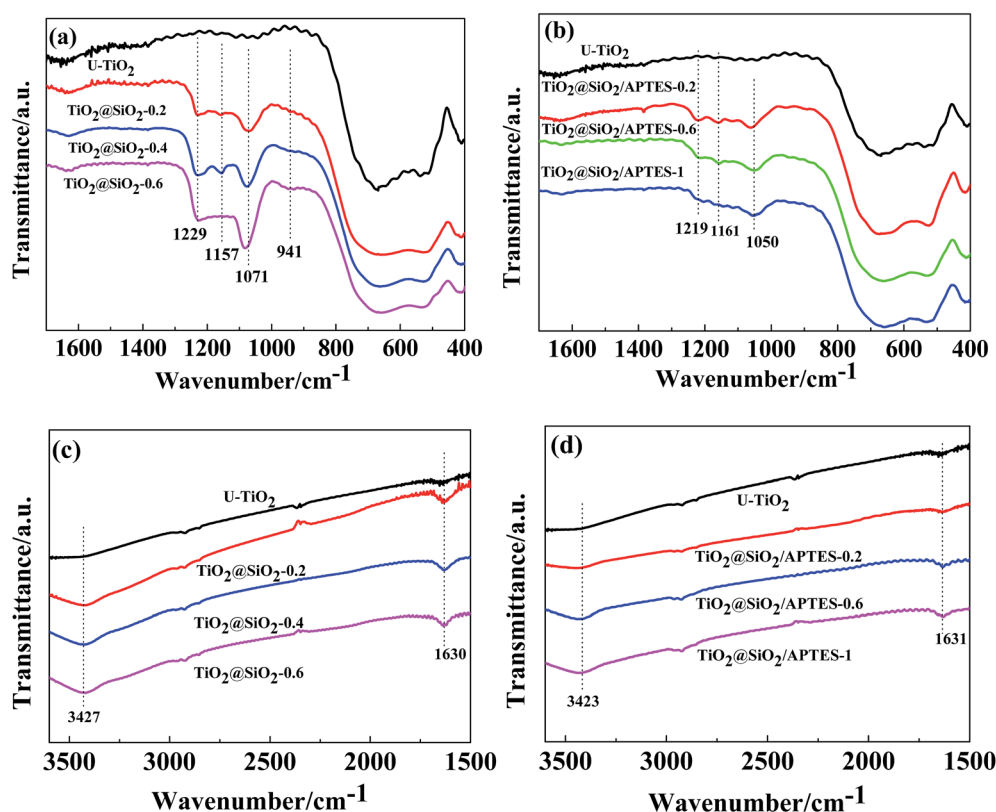 (a)
U-TiO2
TiO2@SiO2-0.2
TiO2@SiO2-0.4
TiO2@SiO2-0.6
1229
1157
1071
941
Transmittance/a.u.
1600 1400 1200 1000 800 600 400
Wavenumber/cm-1
(b)
U-TiO2
TiO2@SiO2/APTES-0.2
TiO2@SiO2/APTES-0.6
TiO2@SiO2/APTES-1
1219
1161
1050
Transmittance/a.u.
1600 1400 1200 1000 800 600 400
Wavenumber/cm-1
(c)
U-TiO2
TiO2@SiO2-0.2
TiO2@SiO2-0.4
TiO2@SiO2-0.6
1630
3427
Transmittance/a.u.
3500 3000 2500 2000 1500
Wavenumber/cm-1
(d)
U-TiO2
TiO2@SiO2/APTES-0.2
TiO2@SiO2/APTES-0.6
TiO2@SiO2/APTES-1
1631
3423
Transmittance/a.u.
3500 3000 2500 2000 1500
Wavenumber/cm-1